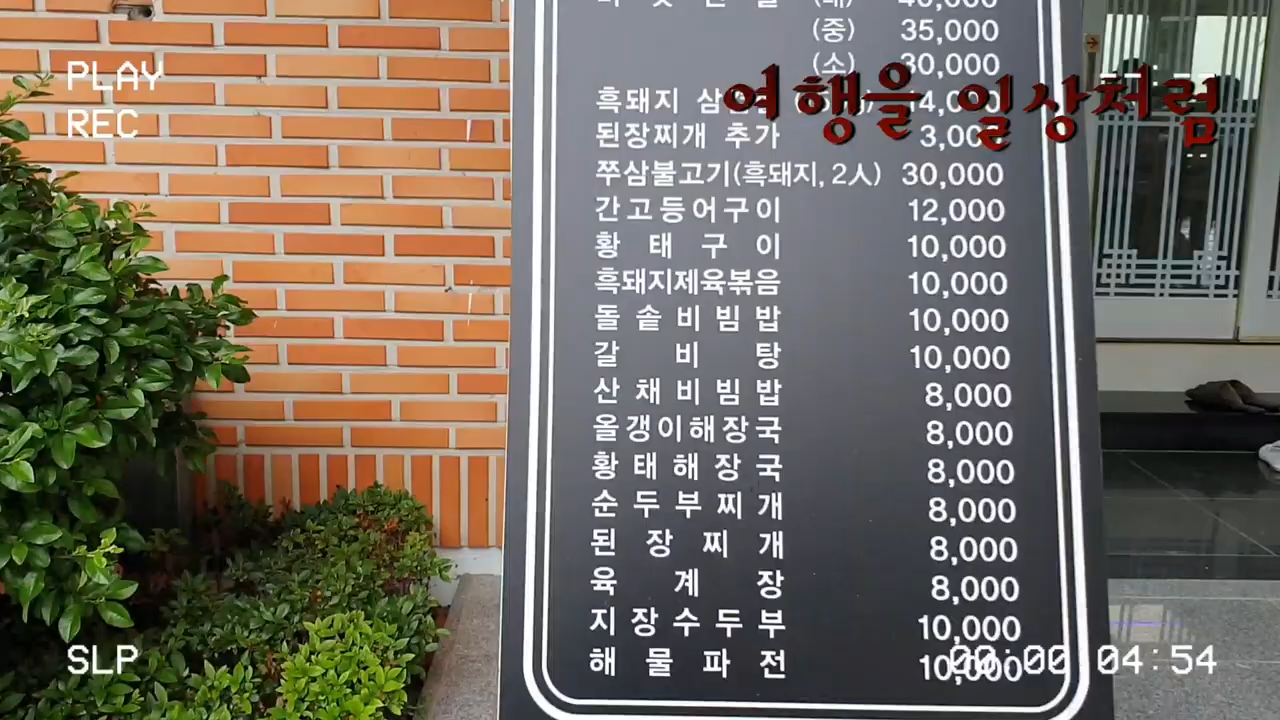 PLAY
REC
(대) 40,000
(중) 35,000
(소) 30,000
여행을 일상처럼
흑돼지 14,000
된장찌개 추가 3,000
쭈삼불고기(흑돼지, 2人) 30,000
간고등어구이 12,000
황태구이 10,000
흑돼지제육볶음 10,000
돌솥비빔밥 10,000
갈비탕 10,000
산채비빔밥 8,000
올갱이해장국 8,000
황태해장국 8,000
순두부찌개 8,000
된장찌개 8,000
육계장 8,000
지장수두부 10,000
해물파전 10,000
SLP
00:00:04:54